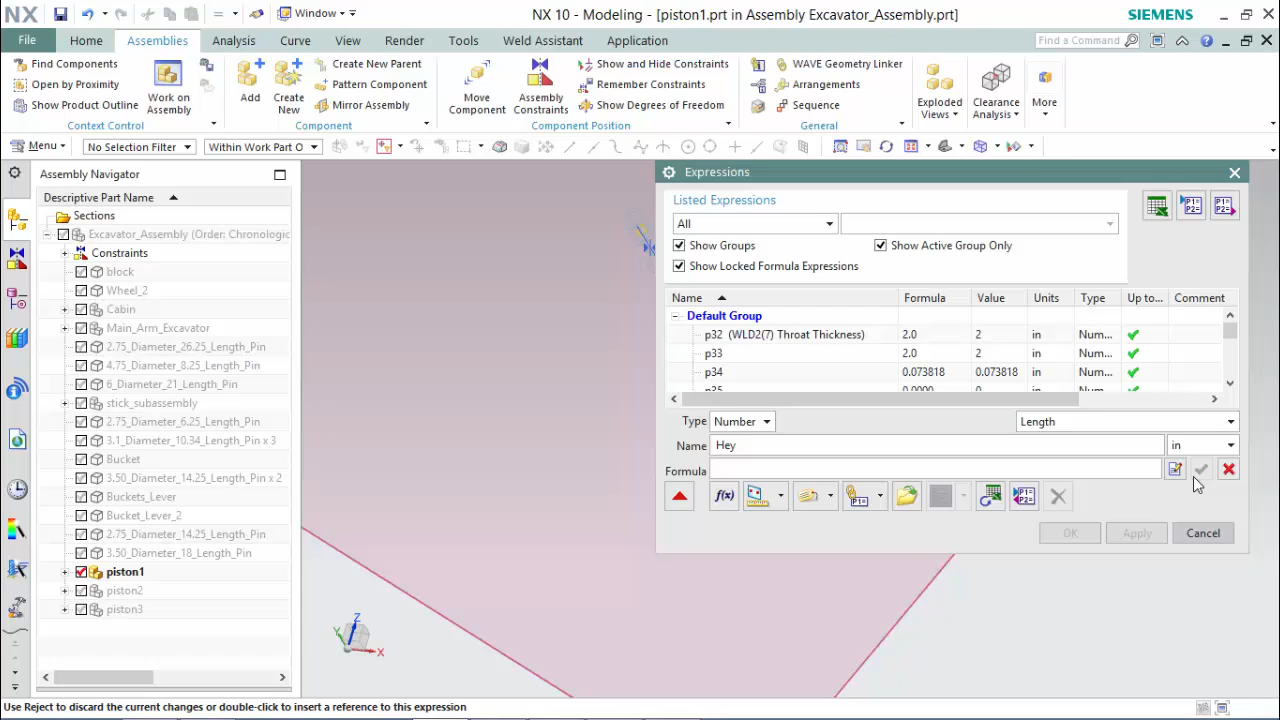 NX Window NX 10 - Modeling - [piston1.prt in Assembly Excavator_Assembly.prt] SIEMENS
File Home Assemblies Analysis Curve View Render Tools Weld Assistant Application Find a Command
Find Components
Open by Proximity
Show Product Outline
Work on
Assembly
Context Control
Add
Create
New
Create New Parent
Pattern Component
Mirror Assembly
Component
Move
Component
Assembly
Constraints
Show and Hide Constraints
Remember Constraints
Show Degrees of Freedom
Component Position
WAVE Geometry Linker
Arrangements
Sequence
General
Exploded
Views
Clearance
Analysis
More
Menu No Selection Filter Within Work Part O
Assembly Navigator
Descriptive Part Name
Sections
Excavator_Assembly (Order: Chronologic
Constraints
block
Wheel_2
Cabin
Main_Arm_Excavator
2.75_Diameter_26.25_Length_Pin
4.75_Diameter_8.25_Length_Pin
6_Diameter_21_Length_Pin
stick_subassembly
2.75_Diameter_6.25_Length_Pin
3.1_Diameter_10.34_Length_Pin x 3
Bucket
3.50_Diameter_14.25_Length_Pin x 2
Buckets_Lever
Bucket_Lever_2
2.75_Diameter_14.25_Length_Pin
3.50_Diameter_18_Length_Pin
piston1
piston2
piston3
Z
Y
X
Expressions
Listed Expressions
All
Show Groups Show Active Group Only
Show Locked Formula Expressions
Name Formula Value Units Type Up to... Comment
Default Group
p32 (WLD2(7) Throat Thickness) 2.0 2 in Num...
p33 2.0 2 in Num...
p34 0.073818 0.073818 in Num...
p35 0.0000 0 in Num...
Type Number Length
Name Hey in
Formula
f(x)
OK Apply Cancel
Use Reject to discard the current changes or double-click to insert a reference to this expression